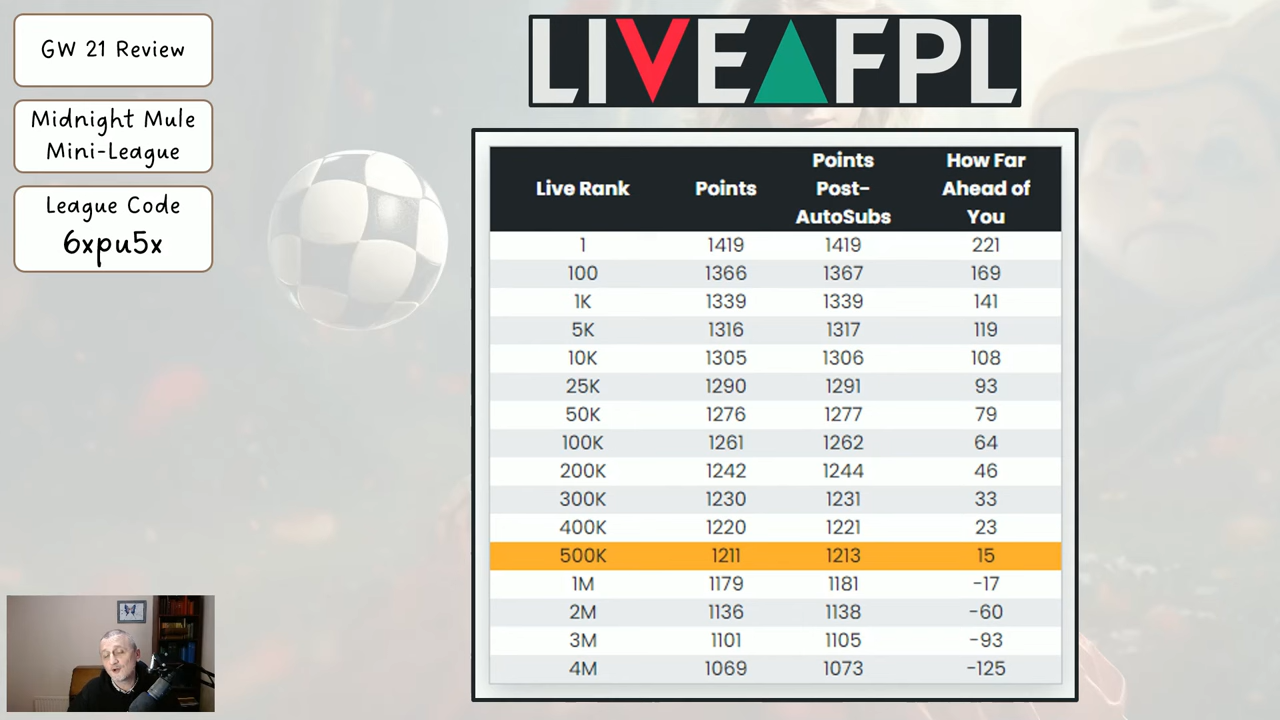 GW 21 Review
Midnight Mule
Mini-League
League Code
6xpu5x
LIVEFPL
Live Rank Points Points Post-AutoSubs How Far Ahead of You
1 1419 1419 221
100 1366 1367 169
1K 1339 1339 141
5K 1316 1317 119
10K 1305 1306 108
25K 1290 1291 93
50K 1276 1277 79
100K 1261 1262 64
200K 1242 1244 46
300K 1230 1231 33
400K 1220 1221 23
500K 1211 1213 15
1M 1179 1181 -17
2M 1136 1138 -60
3M 1101 1105 -93
4M 1069 1073 -125